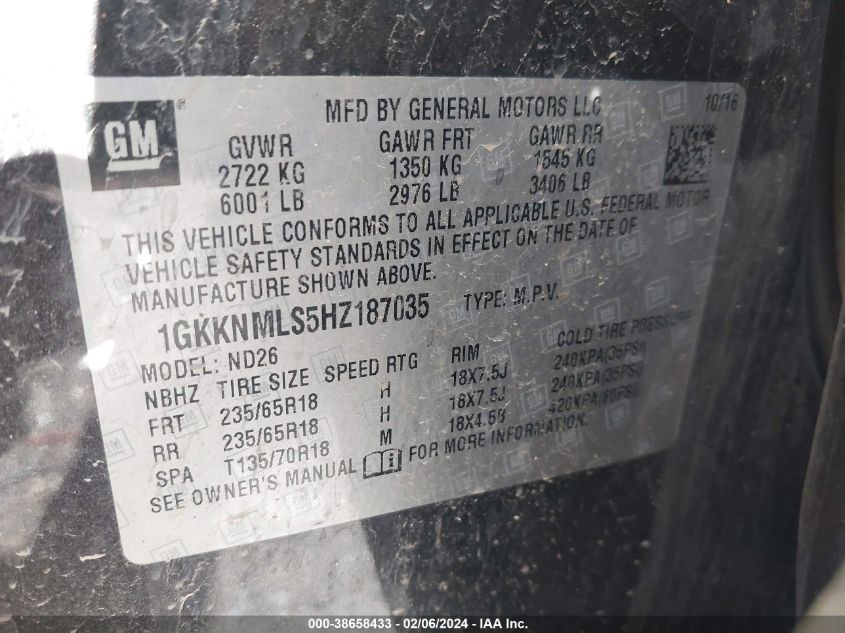 GM ® MFD BY GENERAL MOTORS LLC 10/16
GVWR GAWR FRT GAWR RR
2722 KG 1350 KG 1545 KG
6001 LB 2976 LB 3406 LB
THIS VEHICLE CONFORMS TO ALL APPLICABLE U.S. FEDERAL MOTOR
VEHICLE SAFETY STANDARDS IN EFFECT ON THE DATE OF
MANUFACTURE SHOWN ABOVE.
1GKKNMLS5HZ187035 TYPE: M.P.V.
MODEL: ND26
NBHZ TIRE SIZE SPEED RTG RIM COLD TIRE PRESSURE
FRT 235/65R18 H 18X7.5J 240KPA(35PSI)
RR 235/65R18 H 18X7.5J 240KPA(35PSI)
SPA T135/70R18 M 18X4.5B 420KPA(60PSI)
SEE OWNER'S MANUAL FOR MORE INFORMATION.
000-38658433 - 02/06/2024 - IAA Inc.